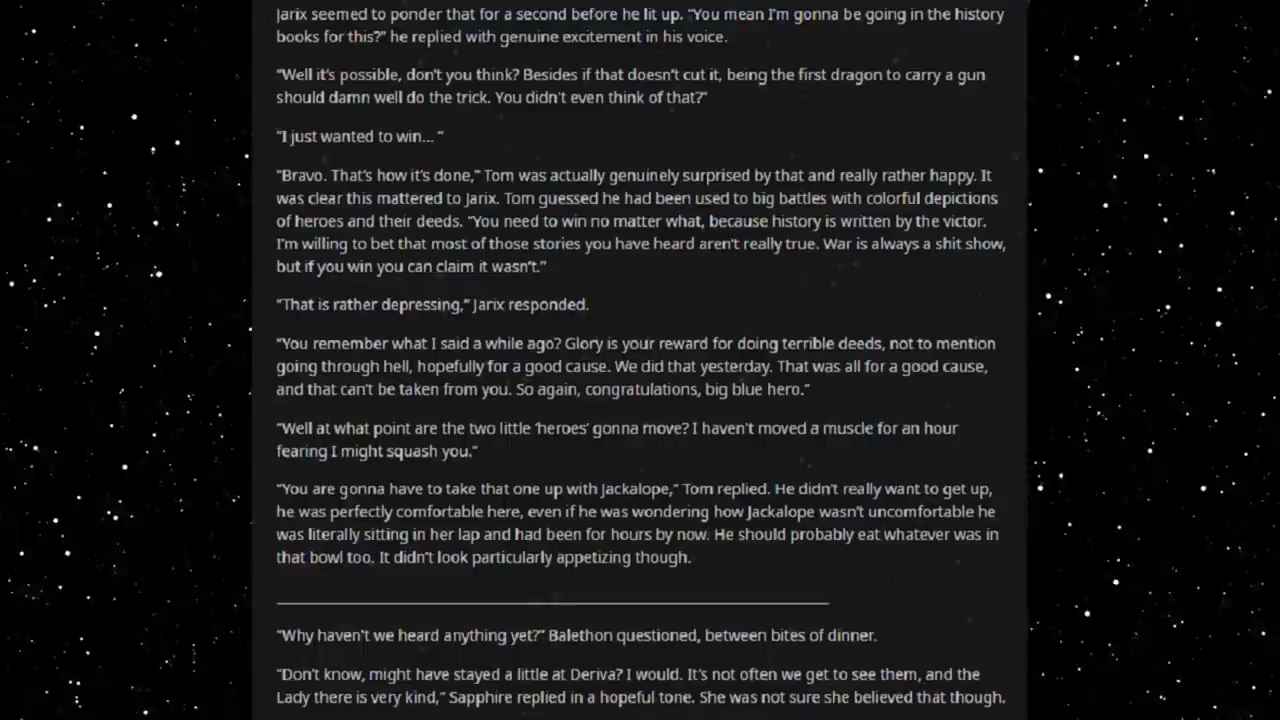 Jarix seemed to ponder that for a second before he lit up. “You mean I’m gonna be going in the history
books for this?” he replied with genuine excitement in his voice.
“Well it’s possible, don’t you think? Besides if that doesn’t cut it, being the first dragon to carry a gun
should damn well do the trick. You didn’t even think of that?”
“I just wanted to win... ”
“Bravo. That’s how it’s done,” Tom was actually genuinely surprised by that and really rather happy. It
was clear this mattered to Jarix. Tom guessed he had been used to big battles with colorful depictions
of heroes and their deeds. “You need to win no matter what, because history is written by the victor.
I’m willing to bet that most of those stories you have heard aren’t really true. War is always a shit show,
but if you win you can claim it wasn’t.”
“That is rather depressing,” Jarix responded.
“You remember what I said a while ago? Glory is your reward for doing terrible deeds, not to mention
going through hell, hopefully for a good cause. We did that yesterday. That was all for a good cause,
and that can’t be taken from you. So again, congratulations, big blue hero.”
“Well at what point are the two little ‘heroes’ gonna move? I haven’t moved a muscle for an hour
fearing I might squash you.”
“You are gonna have to take that one up with Jackalope,” Tom replied. He didn’t really want to get up,
he was perfectly comfortable here, even if he was wondering how Jackalope wasn’t uncomfortable he
was literally sitting in her lap and had been for hours by now. He should probably eat whatever was in
that bowl too. It didn’t look particularly appetizing though.
“Why haven’t we heard anything yet?” Balethon questioned, between bites of dinner.
“Don’t know, might have stayed a little at Deriva? I would. It’s not often we get to see them, and the
Lady there is very kind,” Sapphire replied in a hopeful tone. She was not sure she believed that though.